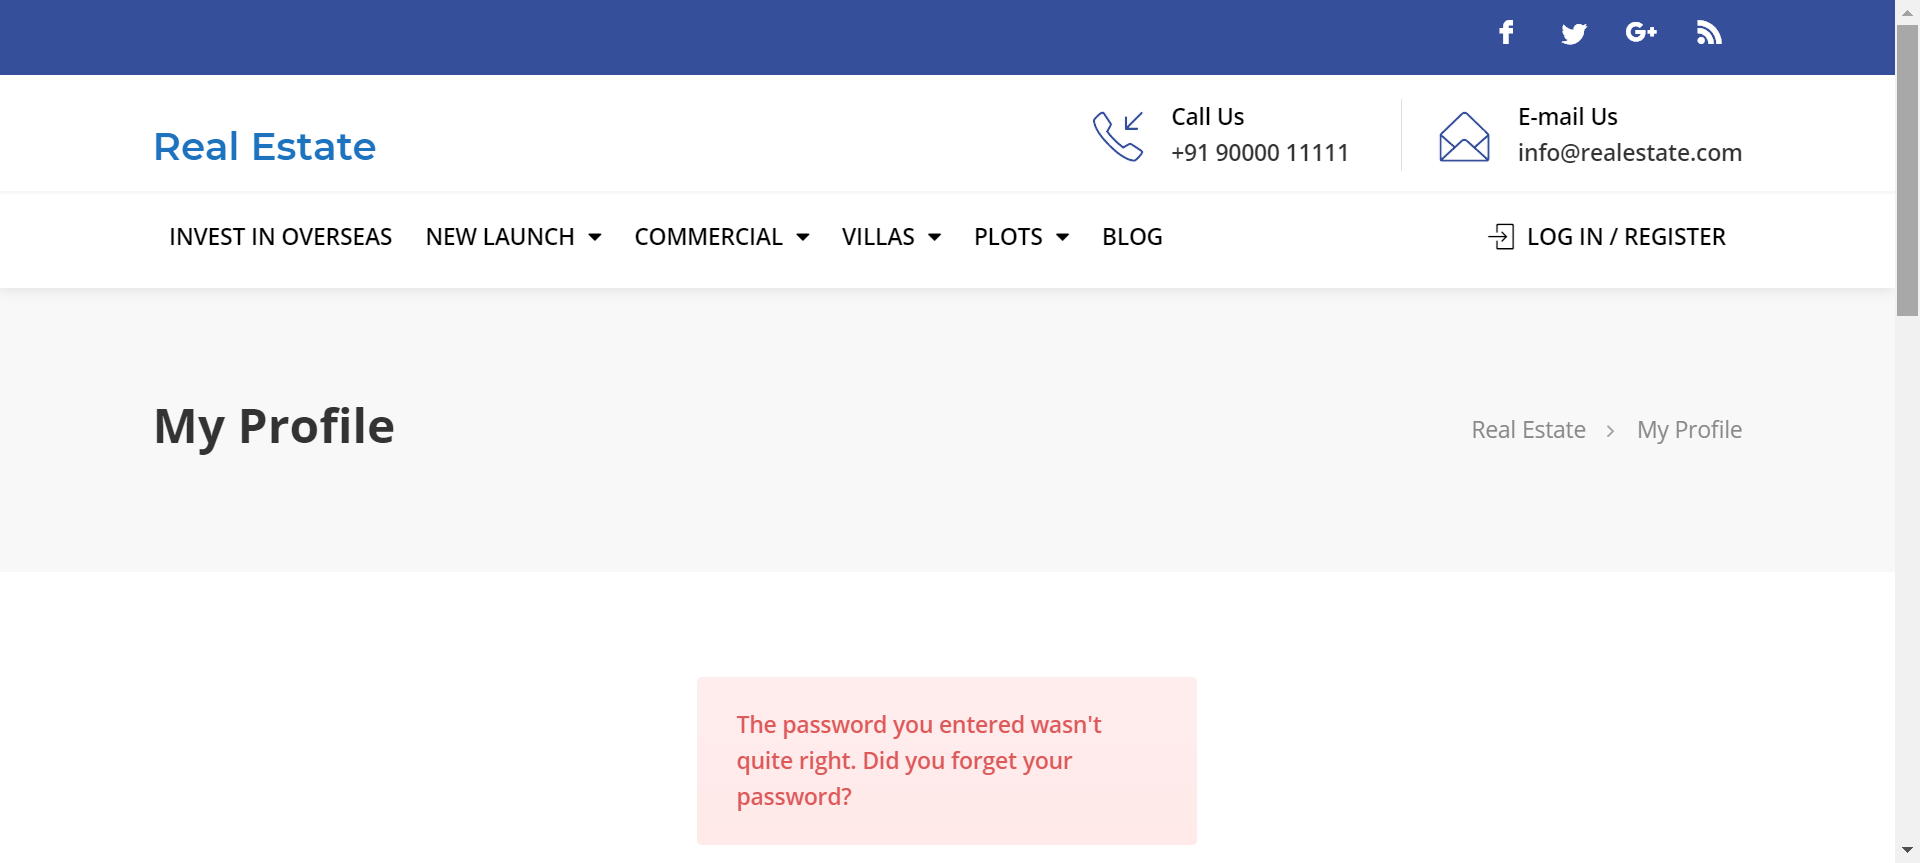 Real Estate
Call Us
+91 90000 11111
E-mail Us
info@realestate.com
INVEST IN OVERSEAS NEW LAUNCH COMMERCIAL VILLAS PLOTS BLOG LOG IN / REGISTER
My Profile
Real Estate > My Profile
The password you entered wasn't
quite right. Did you forget your
password?